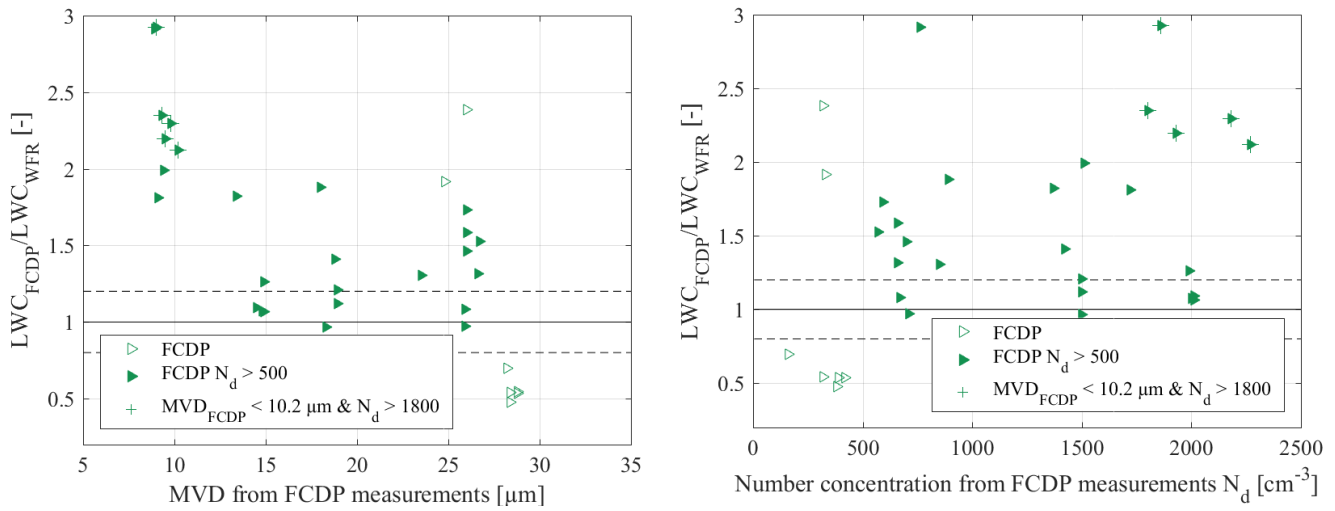 3
2.5
2
1.5
1
0.5
LWC_FCDP/LWC_WFR [-]
FCDP
FCDP N_d > 500
MVD_FCDP < 10.2 μm & N_d > 1800
5 10 15 20 25 30 35
MVD from FCDP measurements [μm]
3
2.5
2
1.5
1
0.5
LWC_FCDP/LWC_WFR [-]
FCDP
FCDP N_d > 500
MVD_FCDP < 10.2 μm & N_d > 1800
0 500 1000 1500 2000 2500
Number concentration from FCDP measurements N_d [cm^-3]